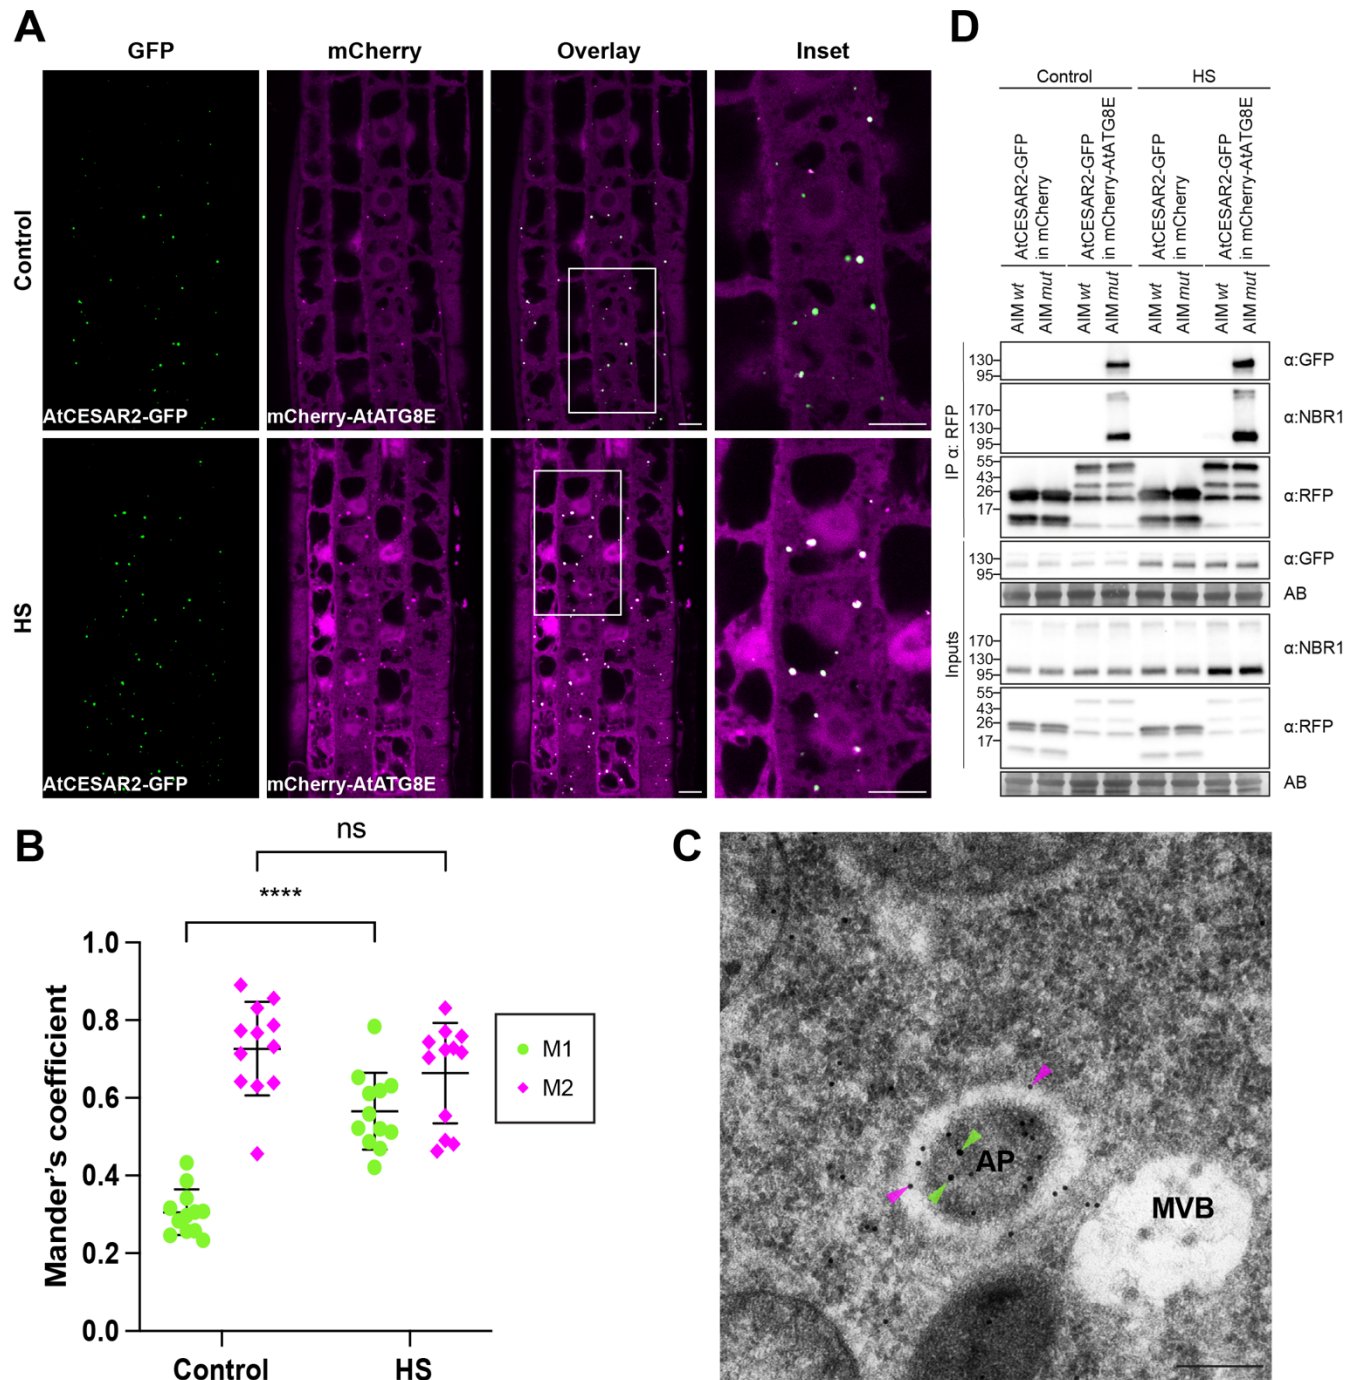 A
GFP
mCherry
Overlay
Inset
Control
AtCESAR2-GFP
mCherry-AtATG8E
HS
AtCESAR2-GFP
mCherry-AtATG8E
B
ns
****
Mander's coefficient
1.0
0.8
0.6
0.4
0.2
0.0
Control
HS
M1
M2
C
AP
MVB
D
Control
HS
AtCESAR2-GFP
in mCherry
AtCESAR2-GFP
in mCherry-AtATG8E
AtCESAR2-GFP
in mCherry
AtCESAR2-GFP
in mCherry-AtATG8E
AIM wt
AIM mut
AIM wt
AIM mut
AIM wt
AIM mut
AIM wt
AIM mut
IP α: RFP
130
95
α:GFP
170
130
95
α:NBR1
55
43
26
17
α:RFP
Inputs
130
95
α:GFP
AB
170
130
95
α:NBR1
55
43
26
17
α:RFP
AB